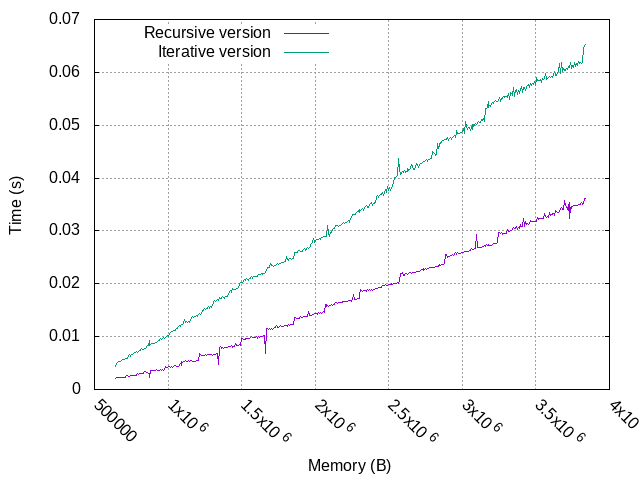 0.07
0.06
0.05
0.04
0.03
0.02
0.01
0
500000
1x10 6
1.5x10 6
2x10 6
2.5x10 6
3x10 6
3.5x10 6
4x10
Time (s)
Memory (B)
Recursive version
Iterative version